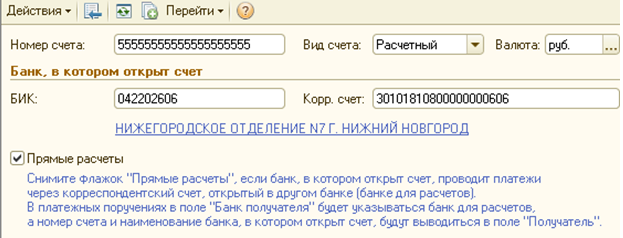 Действия Перейти
Номер счета: 55555555555555555555 Вид счета: Расчетный Валюта: руб. ...
Банк, в котором открыт счет
БИК: 042202606 Корр. счет: 30101810800000000606
НИЖЕГОРОДСКОЕ ОТДЕЛЕНИЕ N7 Г. НИЖНИЙ НОВГОРОД
Прямые расчеты
Снимите флажок "Прямые расчеты", если банк, в котором открыт счет, проводит платежи
через корреспондентский счет, открытый в другом банке (банке для расчетов).
В платежных поручениях в поле "Банк получателя" будет указываться банк для расчетов,
а номер счета и наименование банка, в котором открыт счет, будут выводиться в поле "Получатель".